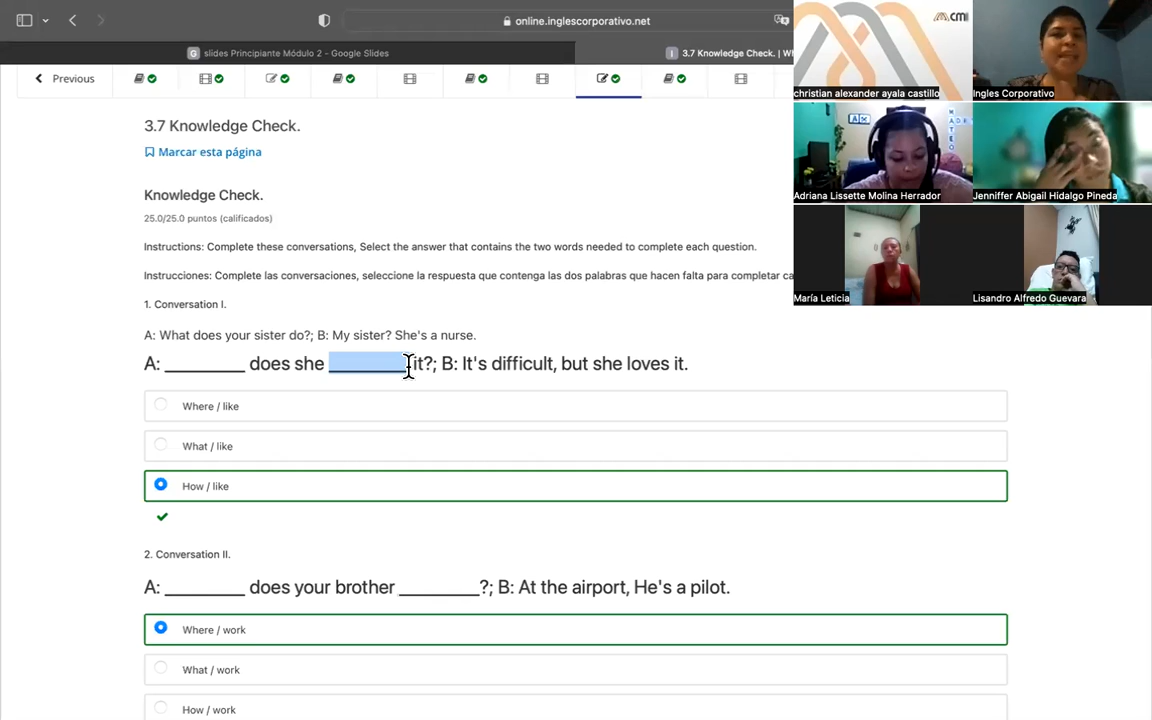 online.inglescorporativo.net
slides Principiante Módulo 2 - Google Slides
3.7 Knowledge Check. | W
Previous
3.7 Knowledge Check.
Marcar esta página
Knowledge Check.
25.0/25.0 puntos (calificados)
Instructions: Complete these conversations, Select the answer that contains the two words needed to complete each question.
Instrucciones: Complete las conversaciones, seleccione la respuesta que contenga las dos palabras que hacen falta para completar ca
1. Conversation I.
A: What does your sister do?; B: My sister? She's a nurse.
A: _________ does she _________ it?; B: It's difficult, but she loves it.
Where / like
What / like
How / like
2. Conversation II.
A: _________ does your brother _________?; B: At the airport, He's a pilot.
Where / work
What / work
How / work
cmi
christian alexander ayala castillo
Ingles Corporativo
Adriana Lissette Molina Herrador
Jenniffer Abigail Hidalgo Pineda
María Leticia
Lisandro Alfredo Guevara